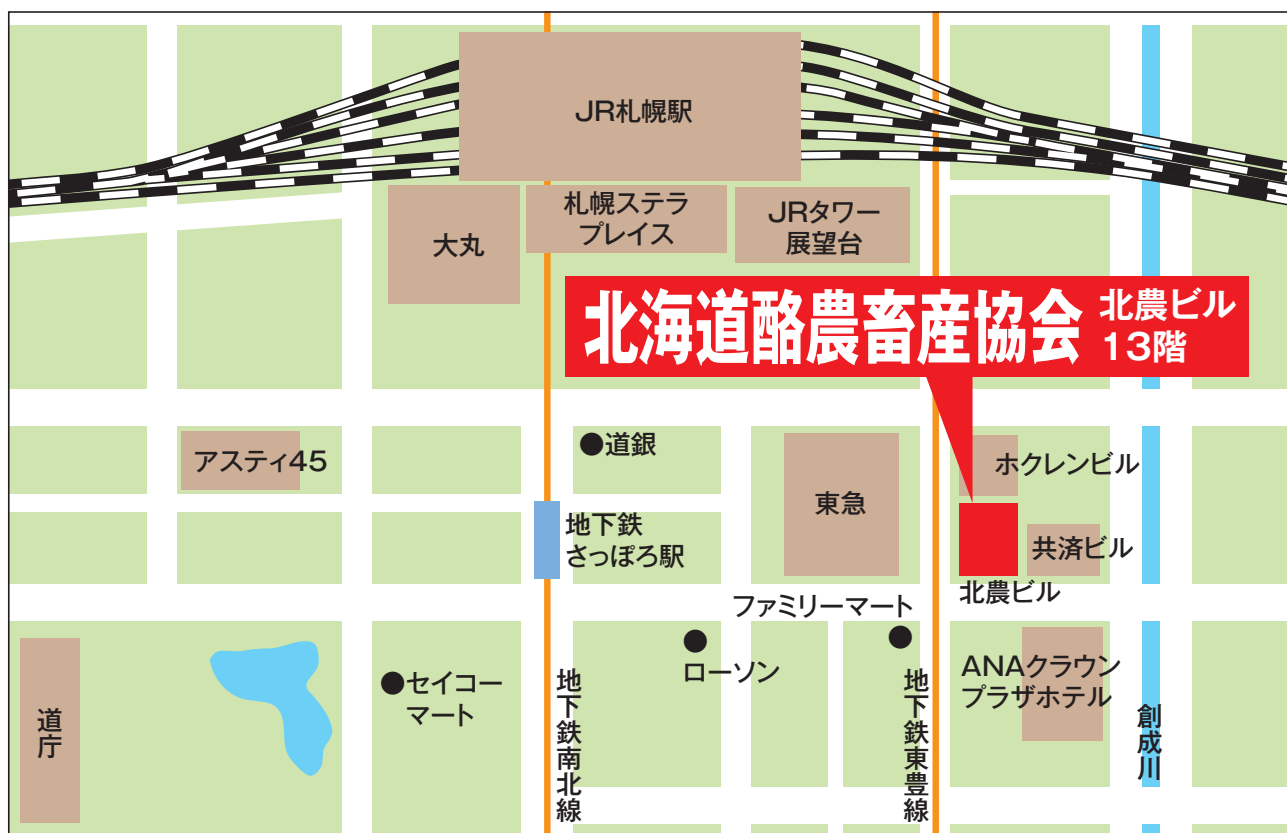 JR札幌駅
大丸
札幌ステラ
プレイス
JRタワー
展望台
北海道酪農畜産協会
北農ビル
13階
アスティ45
道銀
東急
ホクレンビル
地下鉄
さっぽろ駅
共済ビル
北農ビル
ファミリーマート
ローソン
セイコー
マート
ANAクラウン
プラザホテル
道庁
地下鉄南北線
地下鉄東豊線
創成川